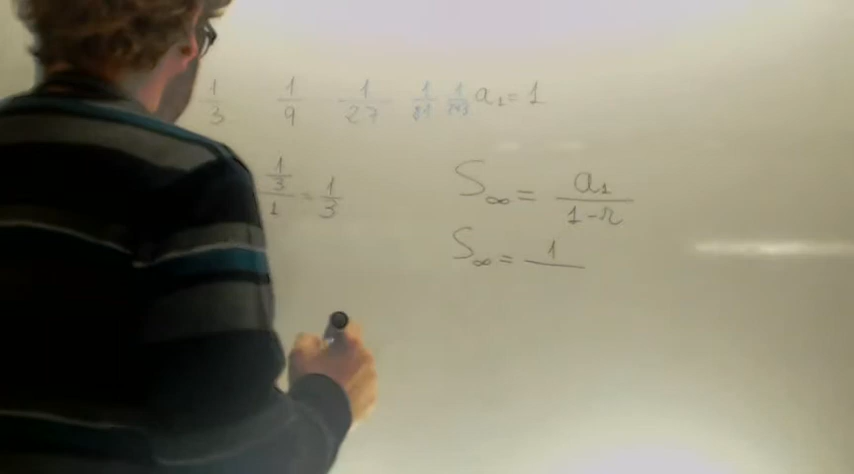 1/3 1/9 1/27 1/81 1/243 a₁= 1
(1/3)/1 = 1/3
S∞ = a₁/(1-r)
S∞ = 1/